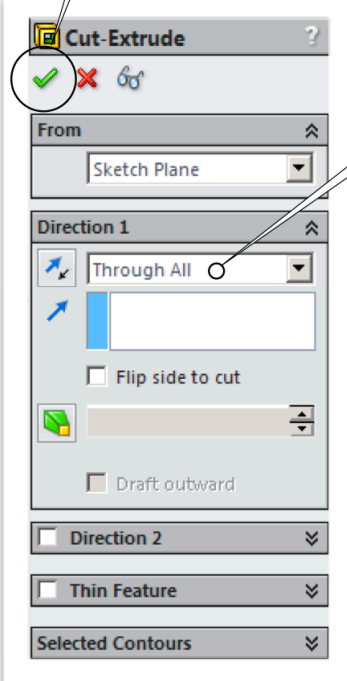 Cut-Extrude ?
From
Sketch Plane
Direction 1
Through All
Flip side to cut
Draft outward
Direction 2
Thin Feature
Selected Contours